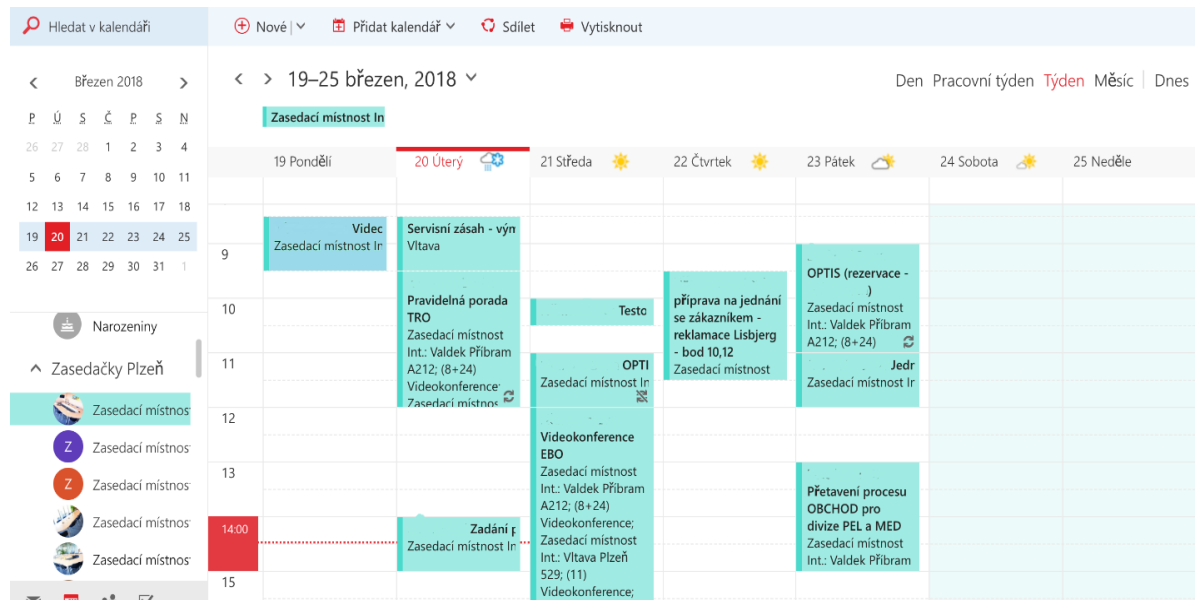 Hledat v kalendáři
Nové
Přidat kalendář
Sdílet
Vytisknout
Březen 2018
P Ú S Č P S N
26 27 28 1 2 3 4
5 6 7 8 9 10 11
12 13 14 15 16 17 18
19 20 21 22 23 24 25
26 27 28 29 30 31 1
Narozeniny
Zasedačky Plzeň
Zasedací místnos
Z Zasedací místnos
Z Zasedací místnos
Zasedací místnos
Zasedací místnos
19–25 březen, 2018
Den Pracovní týden Týden Měsíc Dnes
Zasedací místnost In
19 Pondělí
20 Úterý
21 Středa
22 Čtvrtek
23 Pátek
24 Sobota
25 Neděle
9
10
11
12
13
14:00
15
Videc
Zasedací místnost In
Servisní zásah - vým
Vltava
Pravidelná porada
TRO
Zasedací místnost
Int.: Valdek Příbram
A212; (8+24)
Videokonference;
Zasedací místnos
Zadání p
Zasedací místnost In
Testo
OPTI
Zasedací místnost In
Videokonference
EBO
Zasedací místnost
Int.: Valdek Příbram
A212; (8+24)
Videokonference;
Zasedací místnost
Int.: Vltava Plzeň
529; (11)
Videokonference;
příprava na jednání
se zákazníkem -
reklamace Lisbjerg
- bod 10,12
Zasedací místnost
OPTIS (rezervace -
)
Zasedací místnost
Int.: Valdek Příbram
A212; (8+24)
Jedr
Zasedací místnost Ir
Přetavení procesu
OBCHOD pro
divize PEL a MED
Zasedací místnost
Int.: Valdek Příbram